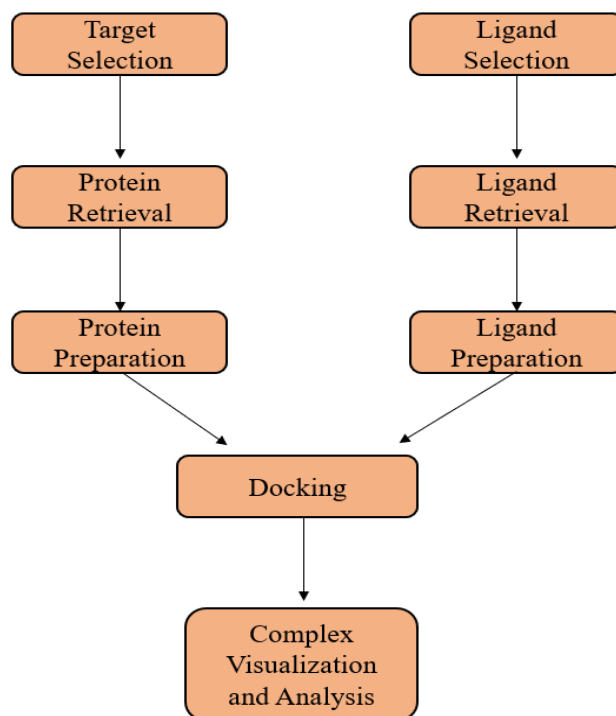 Target
Selection
Ligand
Selection
Protein
Retrieval
Ligand
Retrieval
Protein
Preparation
Ligand
Preparation
Docking
Complex
Visualization
and Analysis